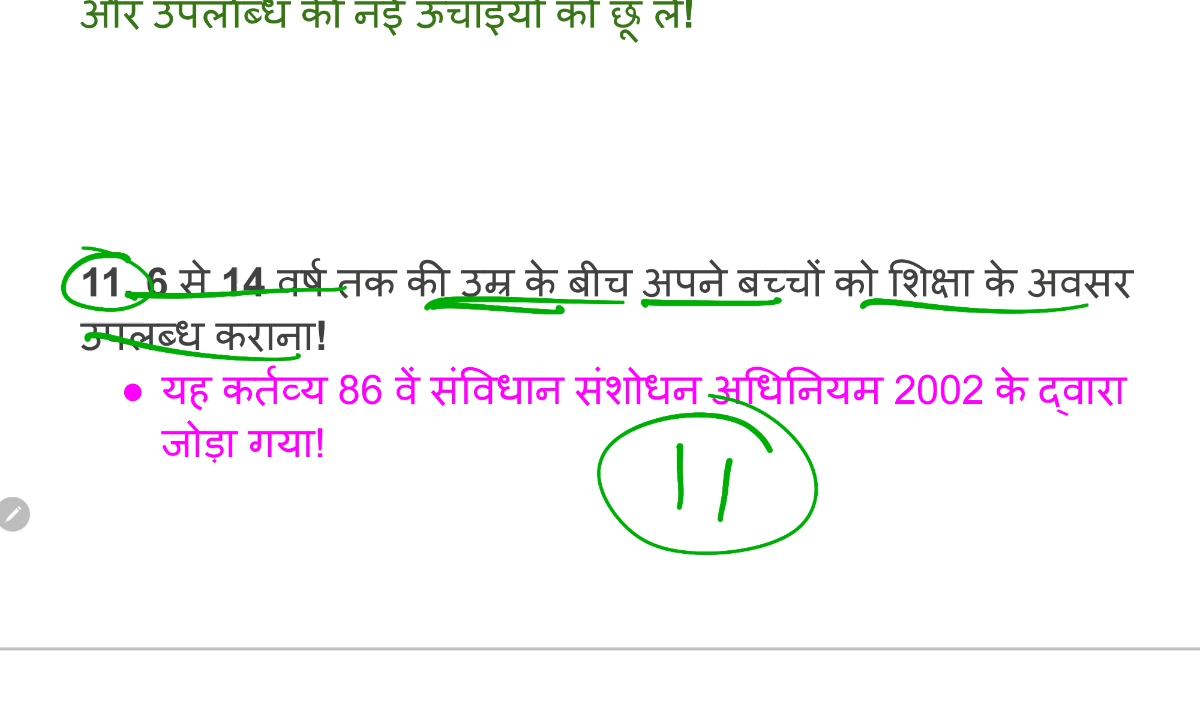 और उपलब्धि की नई ऊंचाइयों को छू ले!
11. 6 से 14 वर्ष तक की उम्र के बीच अपने बच्चों को शिक्षा के अवसर
उपलब्ध कराना!
● यह कर्तव्य 86 वें संविधान संशोधन अधिनियम 2002 के द्वारा
जोड़ा गया!
11